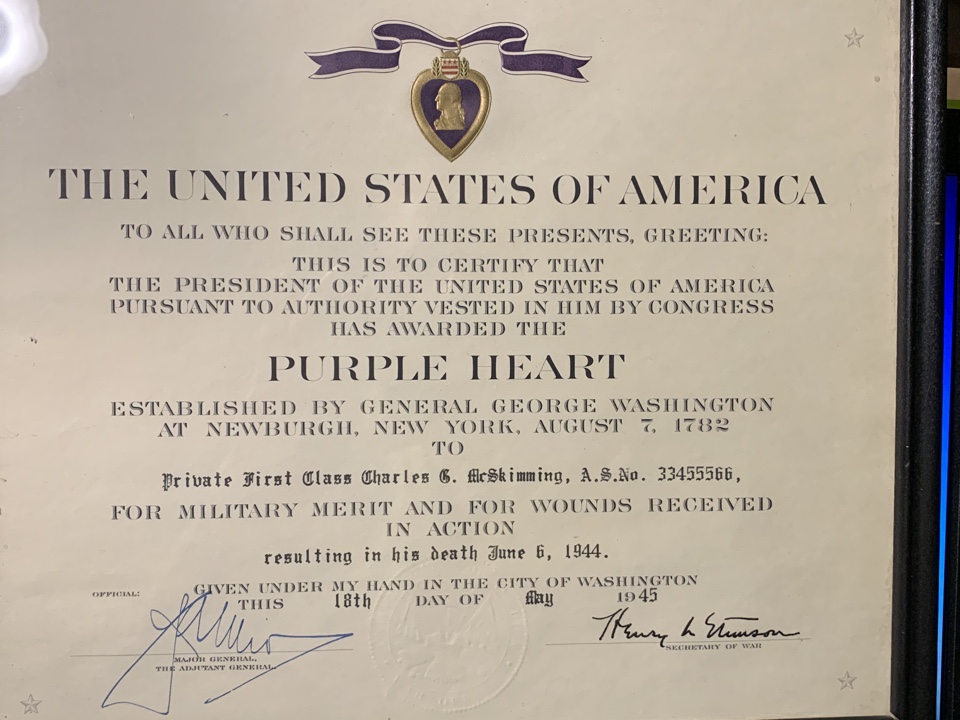 THE UNITED STATES OF AMERICA
TO ALL WHO SHALL SEE THESE PRESENTS, GREETING:
THIS IS TO CERTIFY THAT
THE PRESIDENT OF THE UNITED STATES OF AMERICA
PURSUANT TO AUTHORITY VESTED IN HIM BY CONGRESS
HAS AWARDED THE
PURPLE HEART
ESTABLISHED BY GENERAL GEORGE WASHINGTON
AT NEWBURGH, NEW YORK, AUGUST 7, 1782
TO
Private First Class Charles G. McSkimming, A.S.No. 33455566,
FOR MILITARY MERIT AND FOR WOUNDS RECEIVED
IN ACTION
resulting in his death June 6, 1944.
GIVEN UNDER MY HAND IN THE CITY OF WASHINGTON
OFFICIAL:
THIS 18th DAY OF May 1945
Henry L Stimson
SECRETARY OF WAR
MAJOR GENERAL,
THE ADJUTANT GENERAL